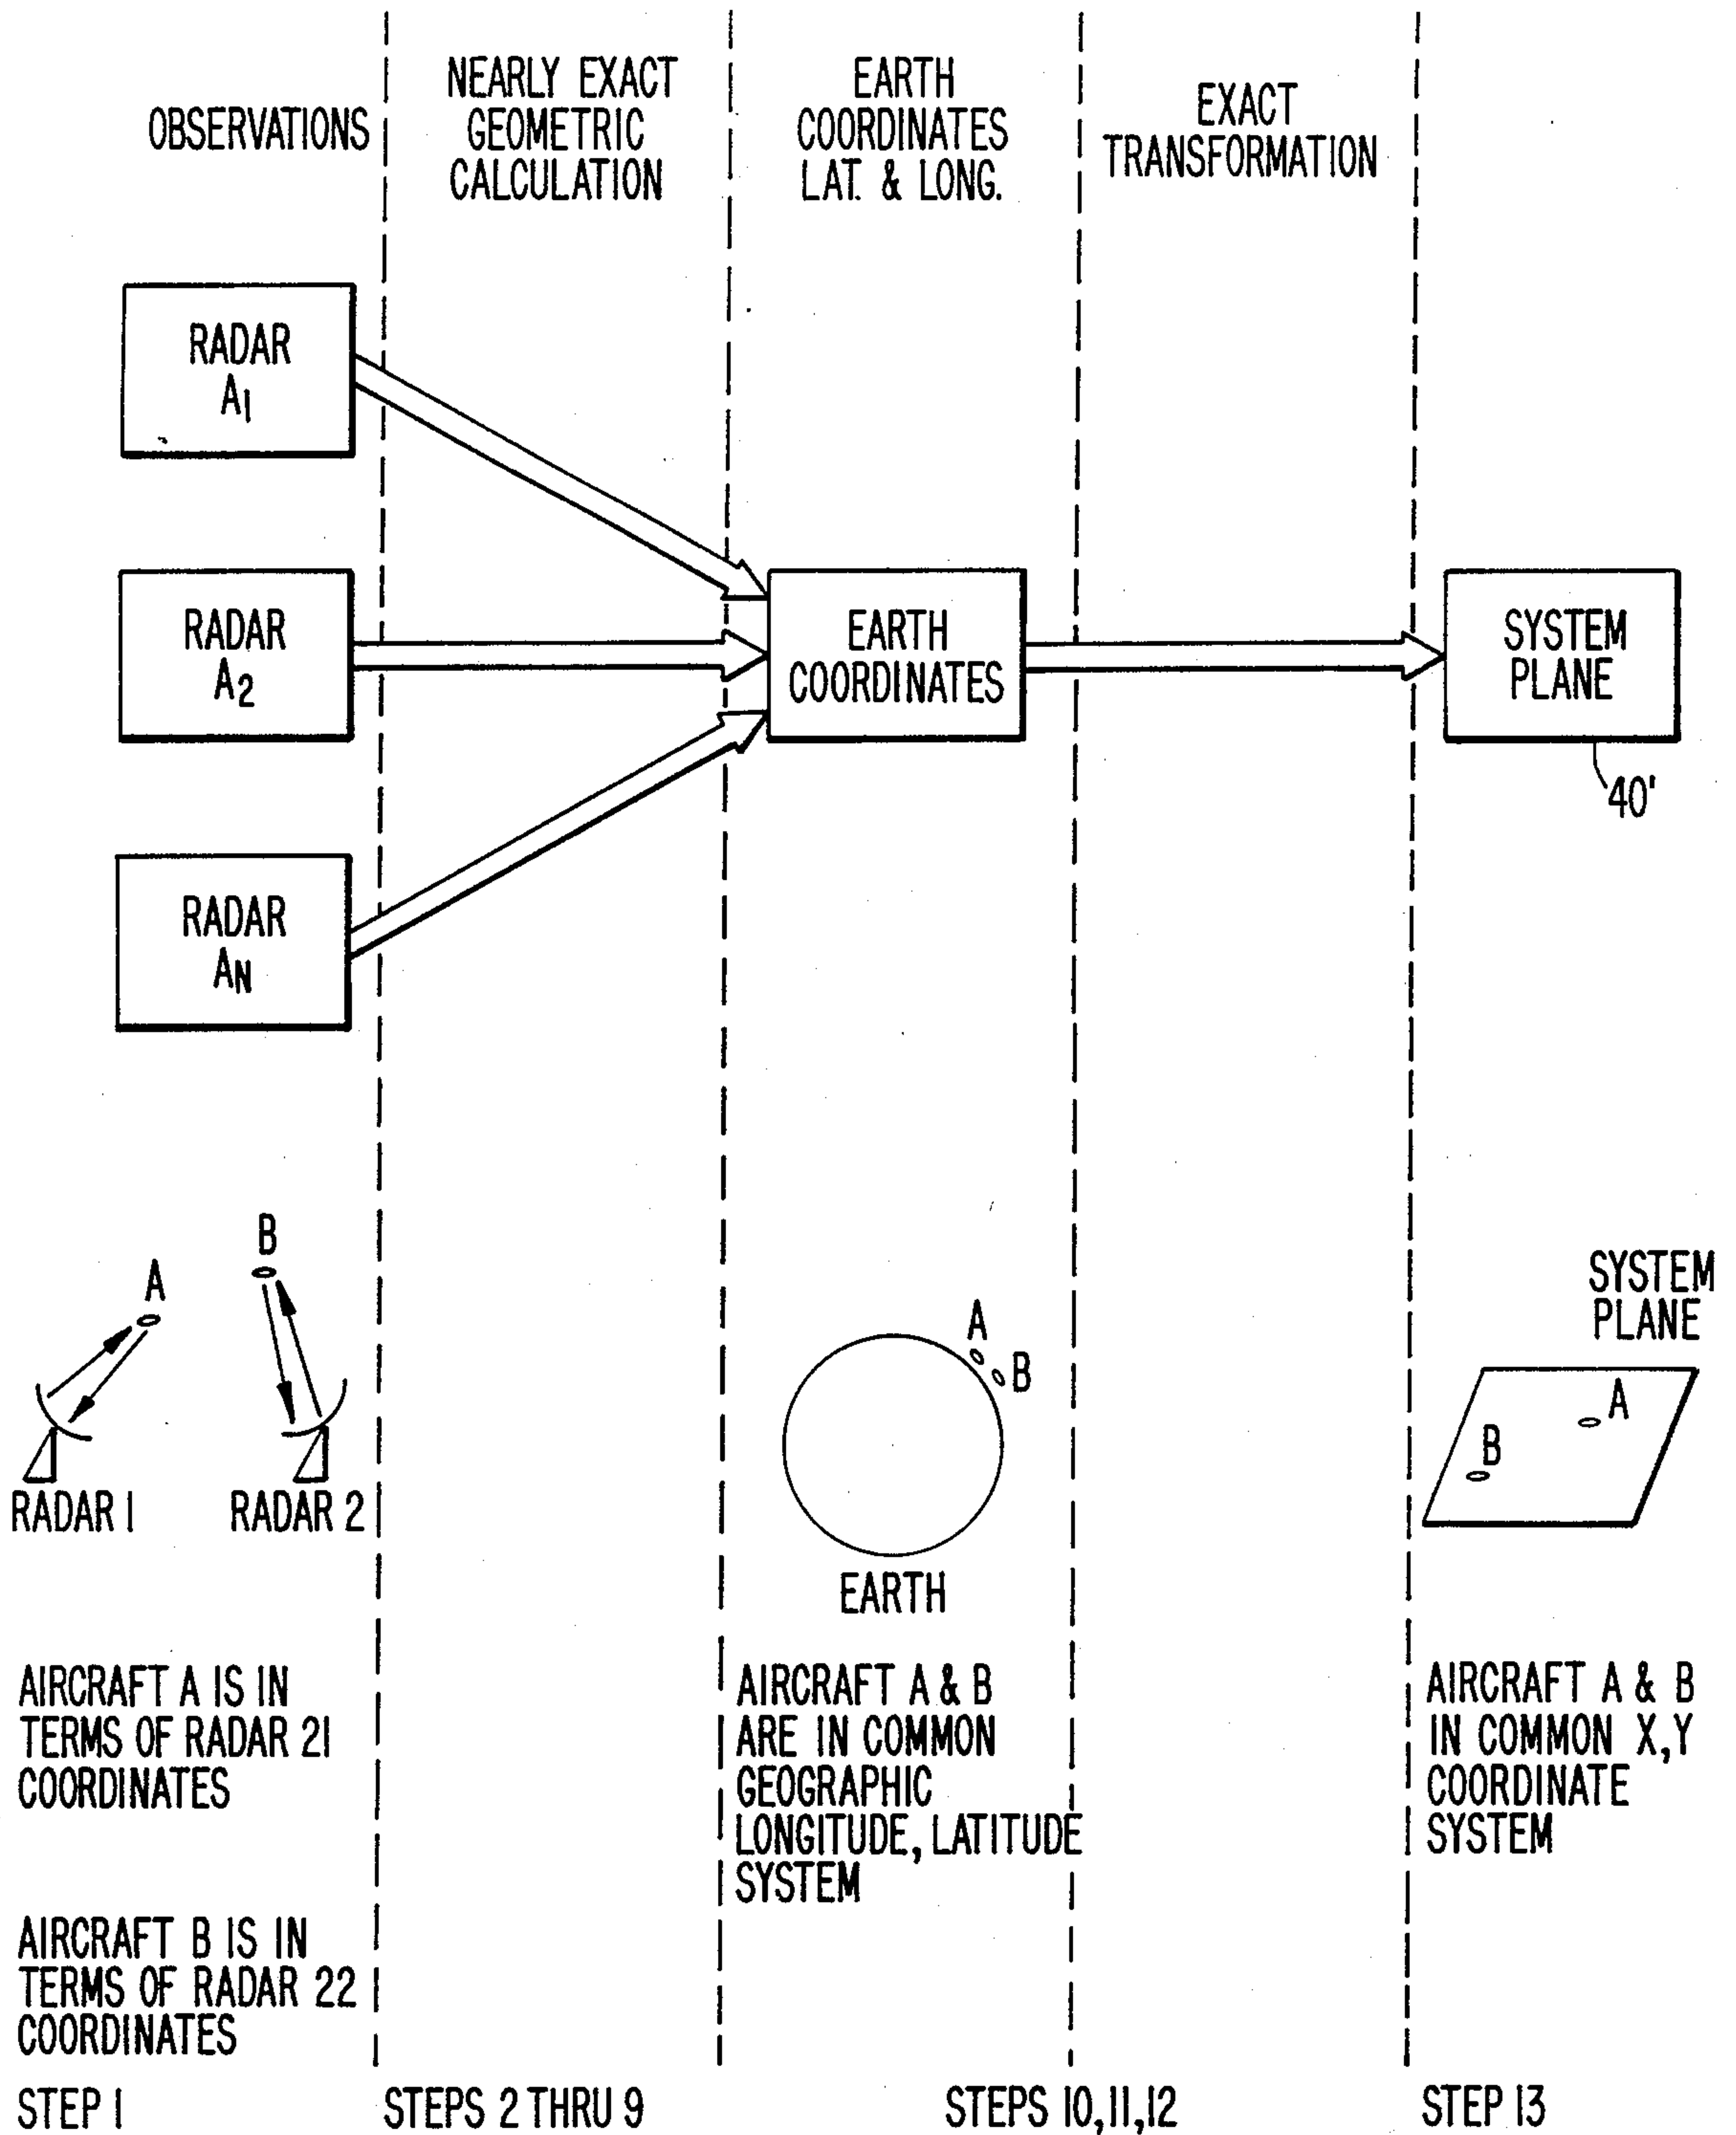 OBSERVATIONS
NEARLY EXACT
GEOMETRIC
CALCULATION
EARTH
COORDINATES
LAT. & LONG.
EXACT
TRANSFORMATION
RADAR
A1
RADAR
A2
RADAR
AN
EARTH
COORDINATES
SYSTEM
PLANE
40'
A
B
RADAR 1
RADAR 2
A
B
EARTH
SYSTEM
PLANE
A
B
AIRCRAFT A IS IN
TERMS OF RADAR 21
COORDINATES
AIRCRAFT B IS IN
TERMS OF RADAR 22
COORDINATES
AIRCRAFT A & B
ARE IN COMMON
GEOGRAPHIC
LONGITUDE, LATITUDE
SYSTEM
AIRCRAFT A & B
IN COMMON X,Y
COORDINATE
SYSTEM
STEP 1
STEPS 2 THRU 9
STEPS 10,11,12
STEP 13